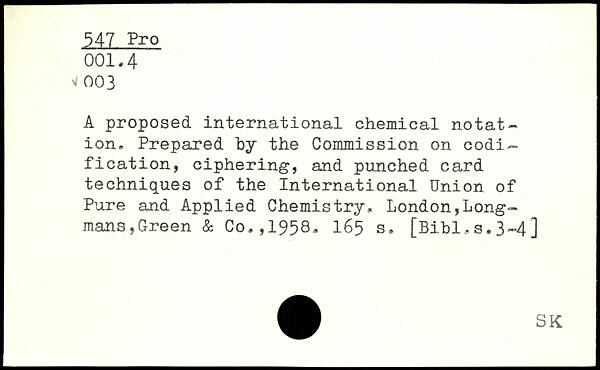 547 Pro
001.4
✓003
A proposed international chemical notat-
ion. Prepared by the Commission on codi-
fication, ciphering, and punched card
techniques of the International Union of
Pure and Applied Chemistry. London,Long-
mans,Green & Co.,1958. 165 s. [Bibl.s.3-4]
SK